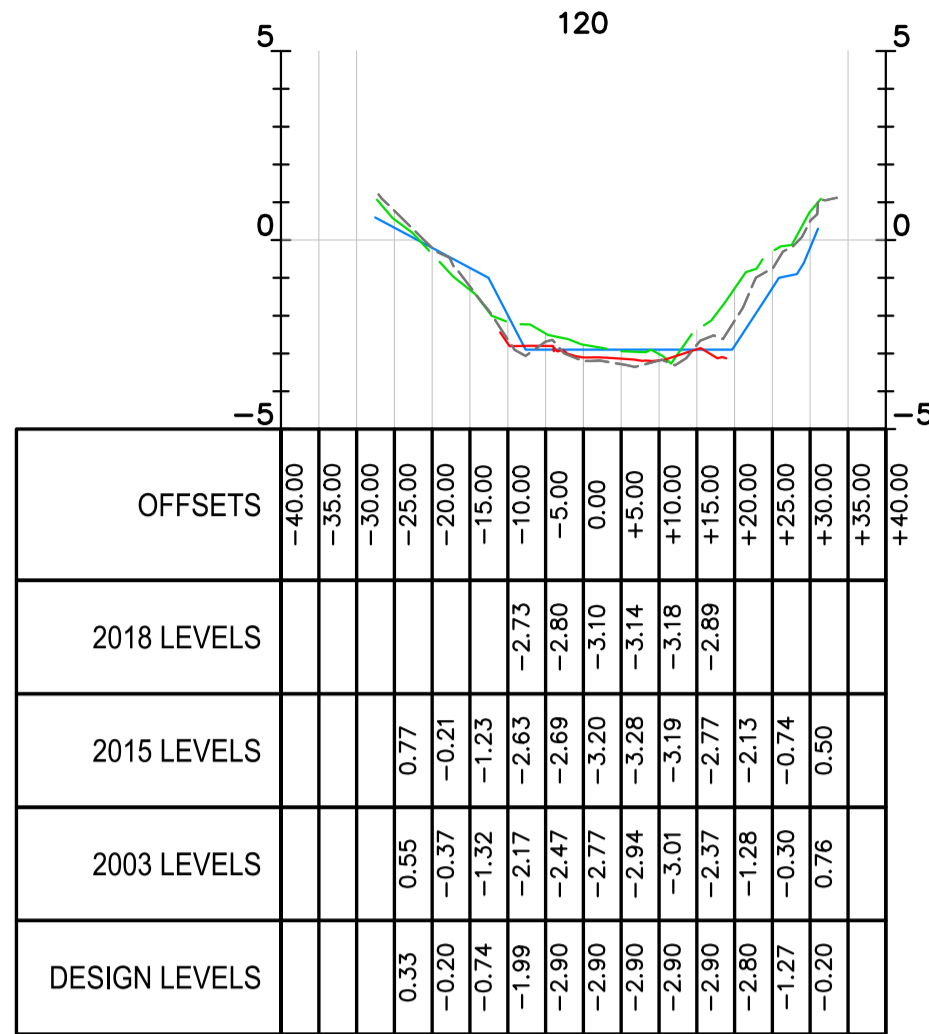 120
5 5
0 0
−5 −5
OFFSETS −40.00 −35.00 −30.00 −25.00 −20.00 −15.00 −10.00 −5.00 0.00 +5.00 +10.00 +15.00 +20.00 +25.00 +30.00 +35.00 +40.00
2018 LEVELS −2.73 −2.80 −3.10 −3.14 −3.18 −2.89
2015 LEVELS 0.77 −0.21 −1.23 −2.63 −2.69 −3.20 −3.28 −3.19 −2.77 −2.13 −0.74 0.50
2003 LEVELS 0.55 −0.37 −1.32 −2.17 −2.47 −2.77 −2.94 −3.01 −2.37 −1.28 −0.30 0.76
DESIGN LEVELS 0.33 −0.20 −0.74 −1.99 −2.90 −2.90 −2.90 −2.90 −2.90 −2.80 −1.27 −0.20